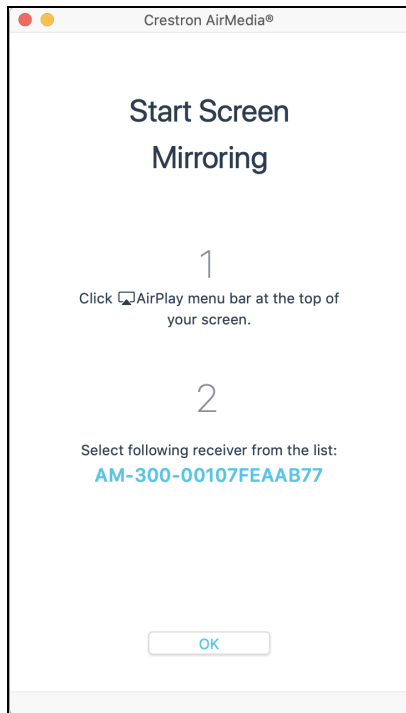 Crestron AirMedia®
Start Screen
Mirroring
1
Click AirPlay menu bar at the top of
your screen.
2
Select following receiver from the list:
AM-300-00107FEAAB77
OK